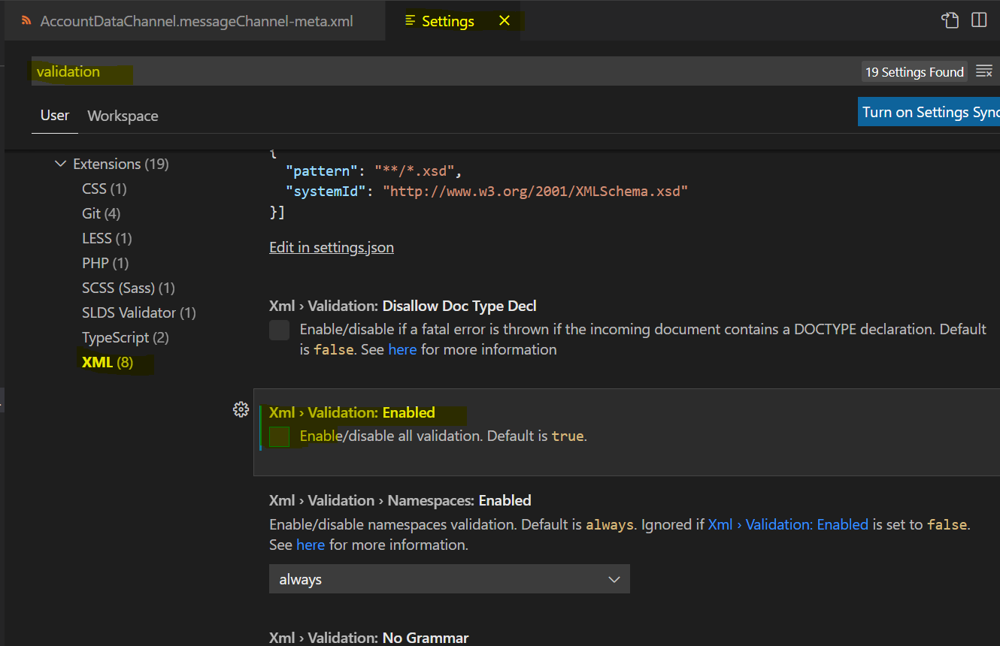 AccountDataChannel.messageChannel-meta.xml
Settings
validation
19 Settings Found
User
Workspace
Turn on Settings Sync
Extensions (19)
CSS (1)
Git (4)
LESS (1)
PHP (1)
SCSS (Sass) (1)
SLDS Validator (1)
TypeScript (2)
XML (8)
{
"pattern": "**/*.xsd",
"systemId": "http://www.w3.org/2001/XMLSchema.xsd"
}]
Edit in settings.json
Xml › Validation: Disallow Doc Type Decl
Enable/disable if a fatal error is thrown if the incoming document contains a DOCTYPE declaration. Default
is false. See here for more information
Xml › Validation: Enabled
Enable/disable all validation. Default is true.
Xml › Validation › Namespaces: Enabled
Enable/disable namespaces validation. Default is always. Ignored if Xml › Validation: Enabled is set to false.
See here for more information.
always
Xml › Validation: No Grammar